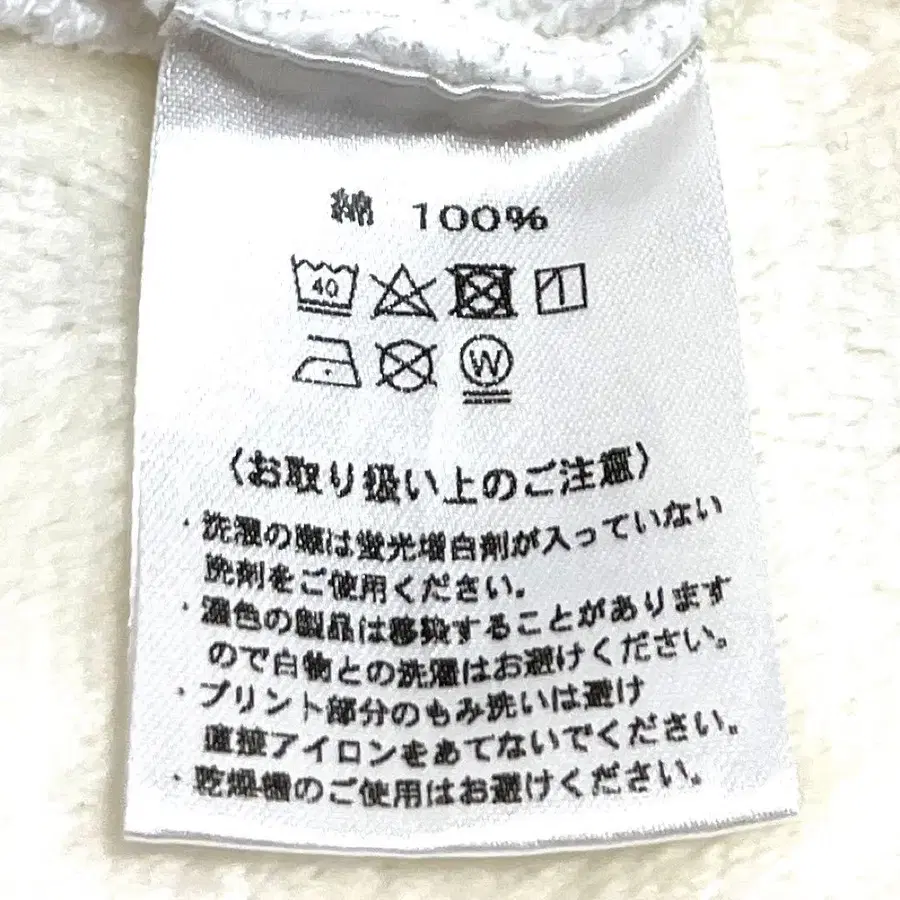 綿 100%
40
W
〈お取り扱い上のご注意〉
・洗濯の際は蛍光増白剤が入っていない
洗剤をご使用ください。
・濃色の製品は移染することがあります
ので白物との洗濯はお避けください。
・プリント部分のもみ洗いは避け
直接アイロンをあてないでください。
・乾燥機のご使用はお避けください。